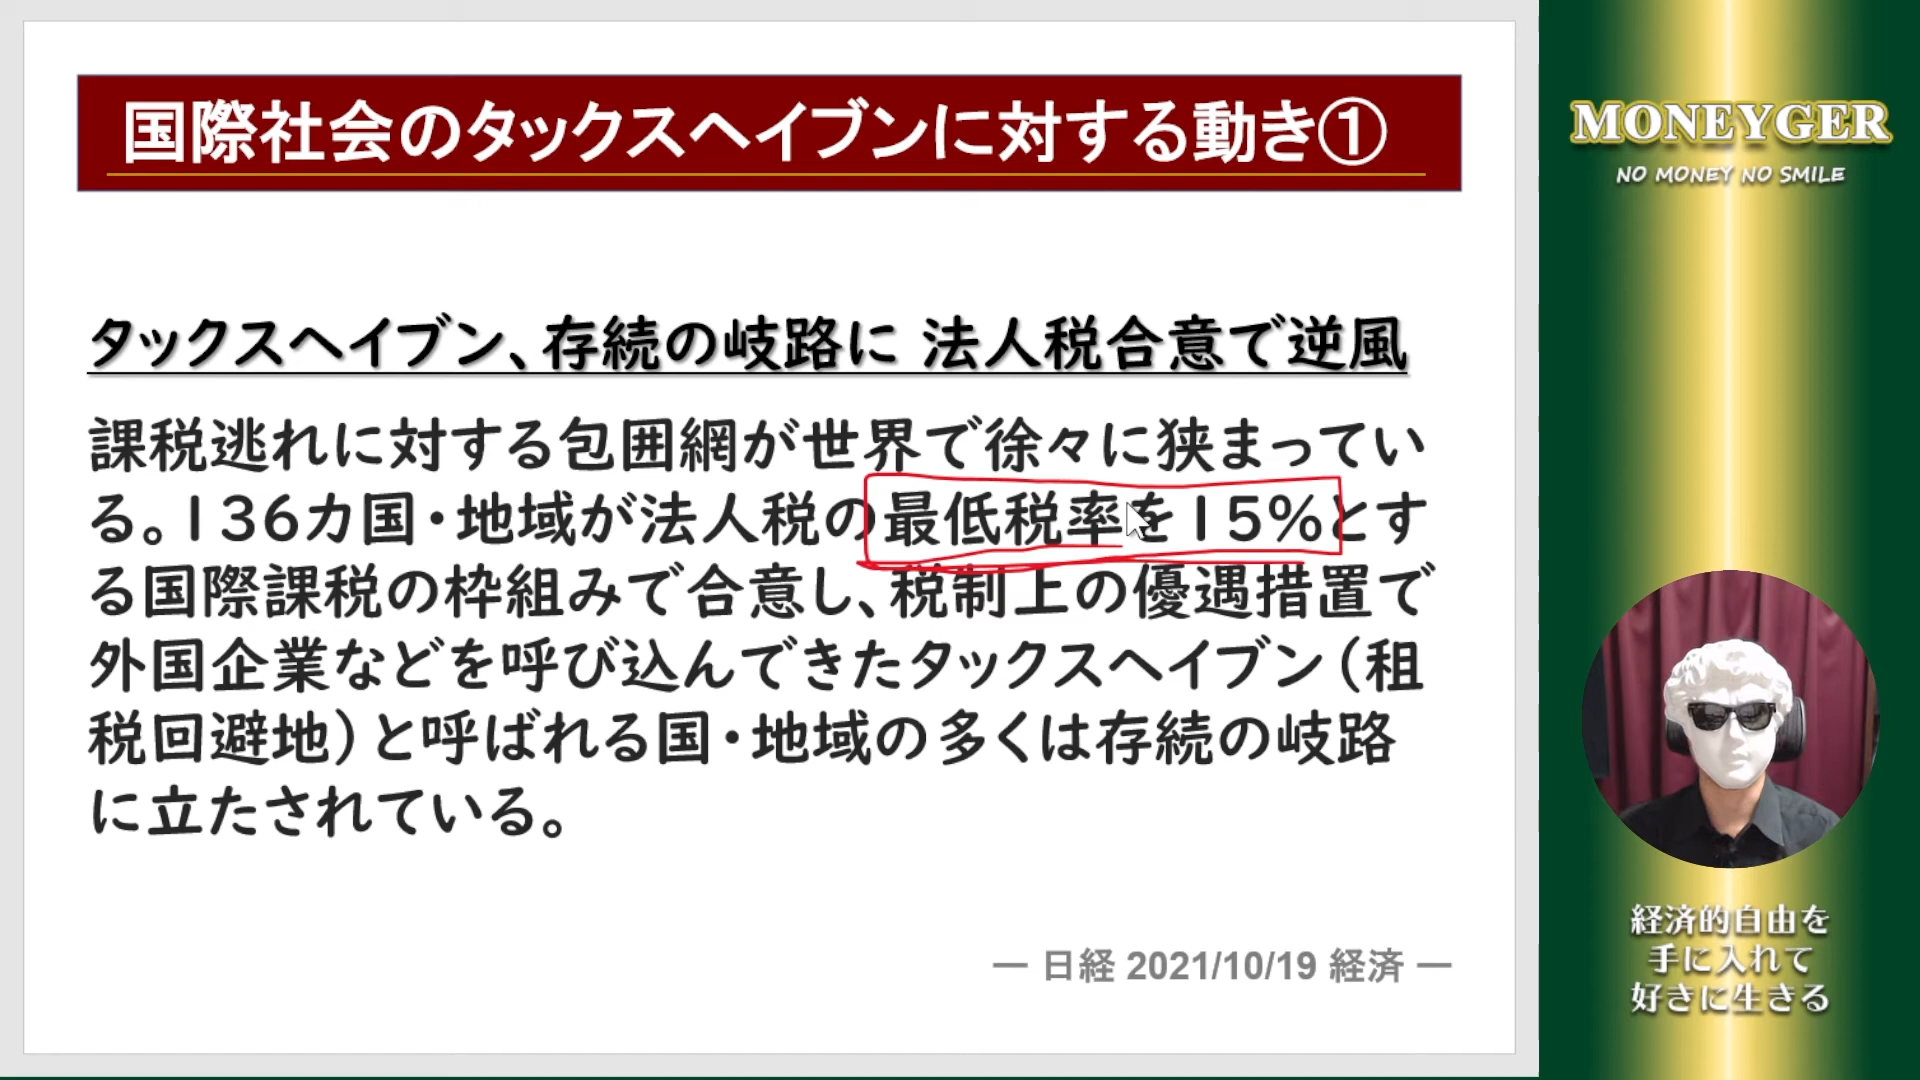 国際社会のタックスヘイブンに対する動き①
タックスヘイブン、存続の岐路に 法人税合意で逆風
課税逃れに対する包囲網が世界で徐々に狭まってい
る。136カ国・地域が法人税の最低税率を15%とす
る国際課税の枠組みで合意し、税制上の優遇措置で
外国企業などを呼び込んできたタックスヘイブン（租
税回避地）と呼ばれる国・地域の多くは存続の岐路
に立たされている。
― 日経 2021/10/19 経済 ―
MONEYGER
NO MONEY NO SMILE
経済的自由を
手に入れて
好きに生きる